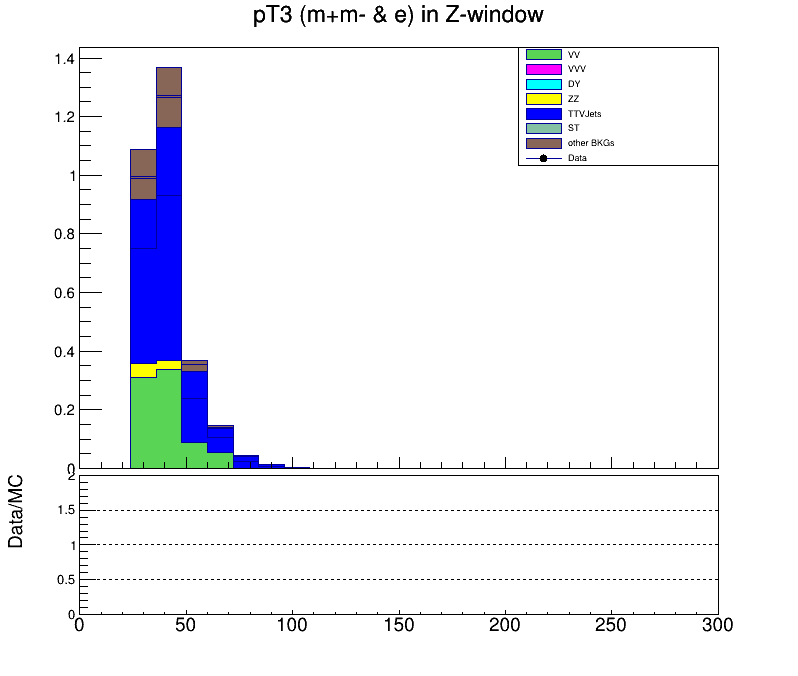 pT3 (m+m- & e) in Z-window
1.4
1.2
1
0.8
0.6
0.4
0.2
0
VV
VVV
DY
ZZ
TTVJets
ST
other BKGs
Data
Data/MC
2
1.5
1
0.5
0
0 50 100 150 200 250 300